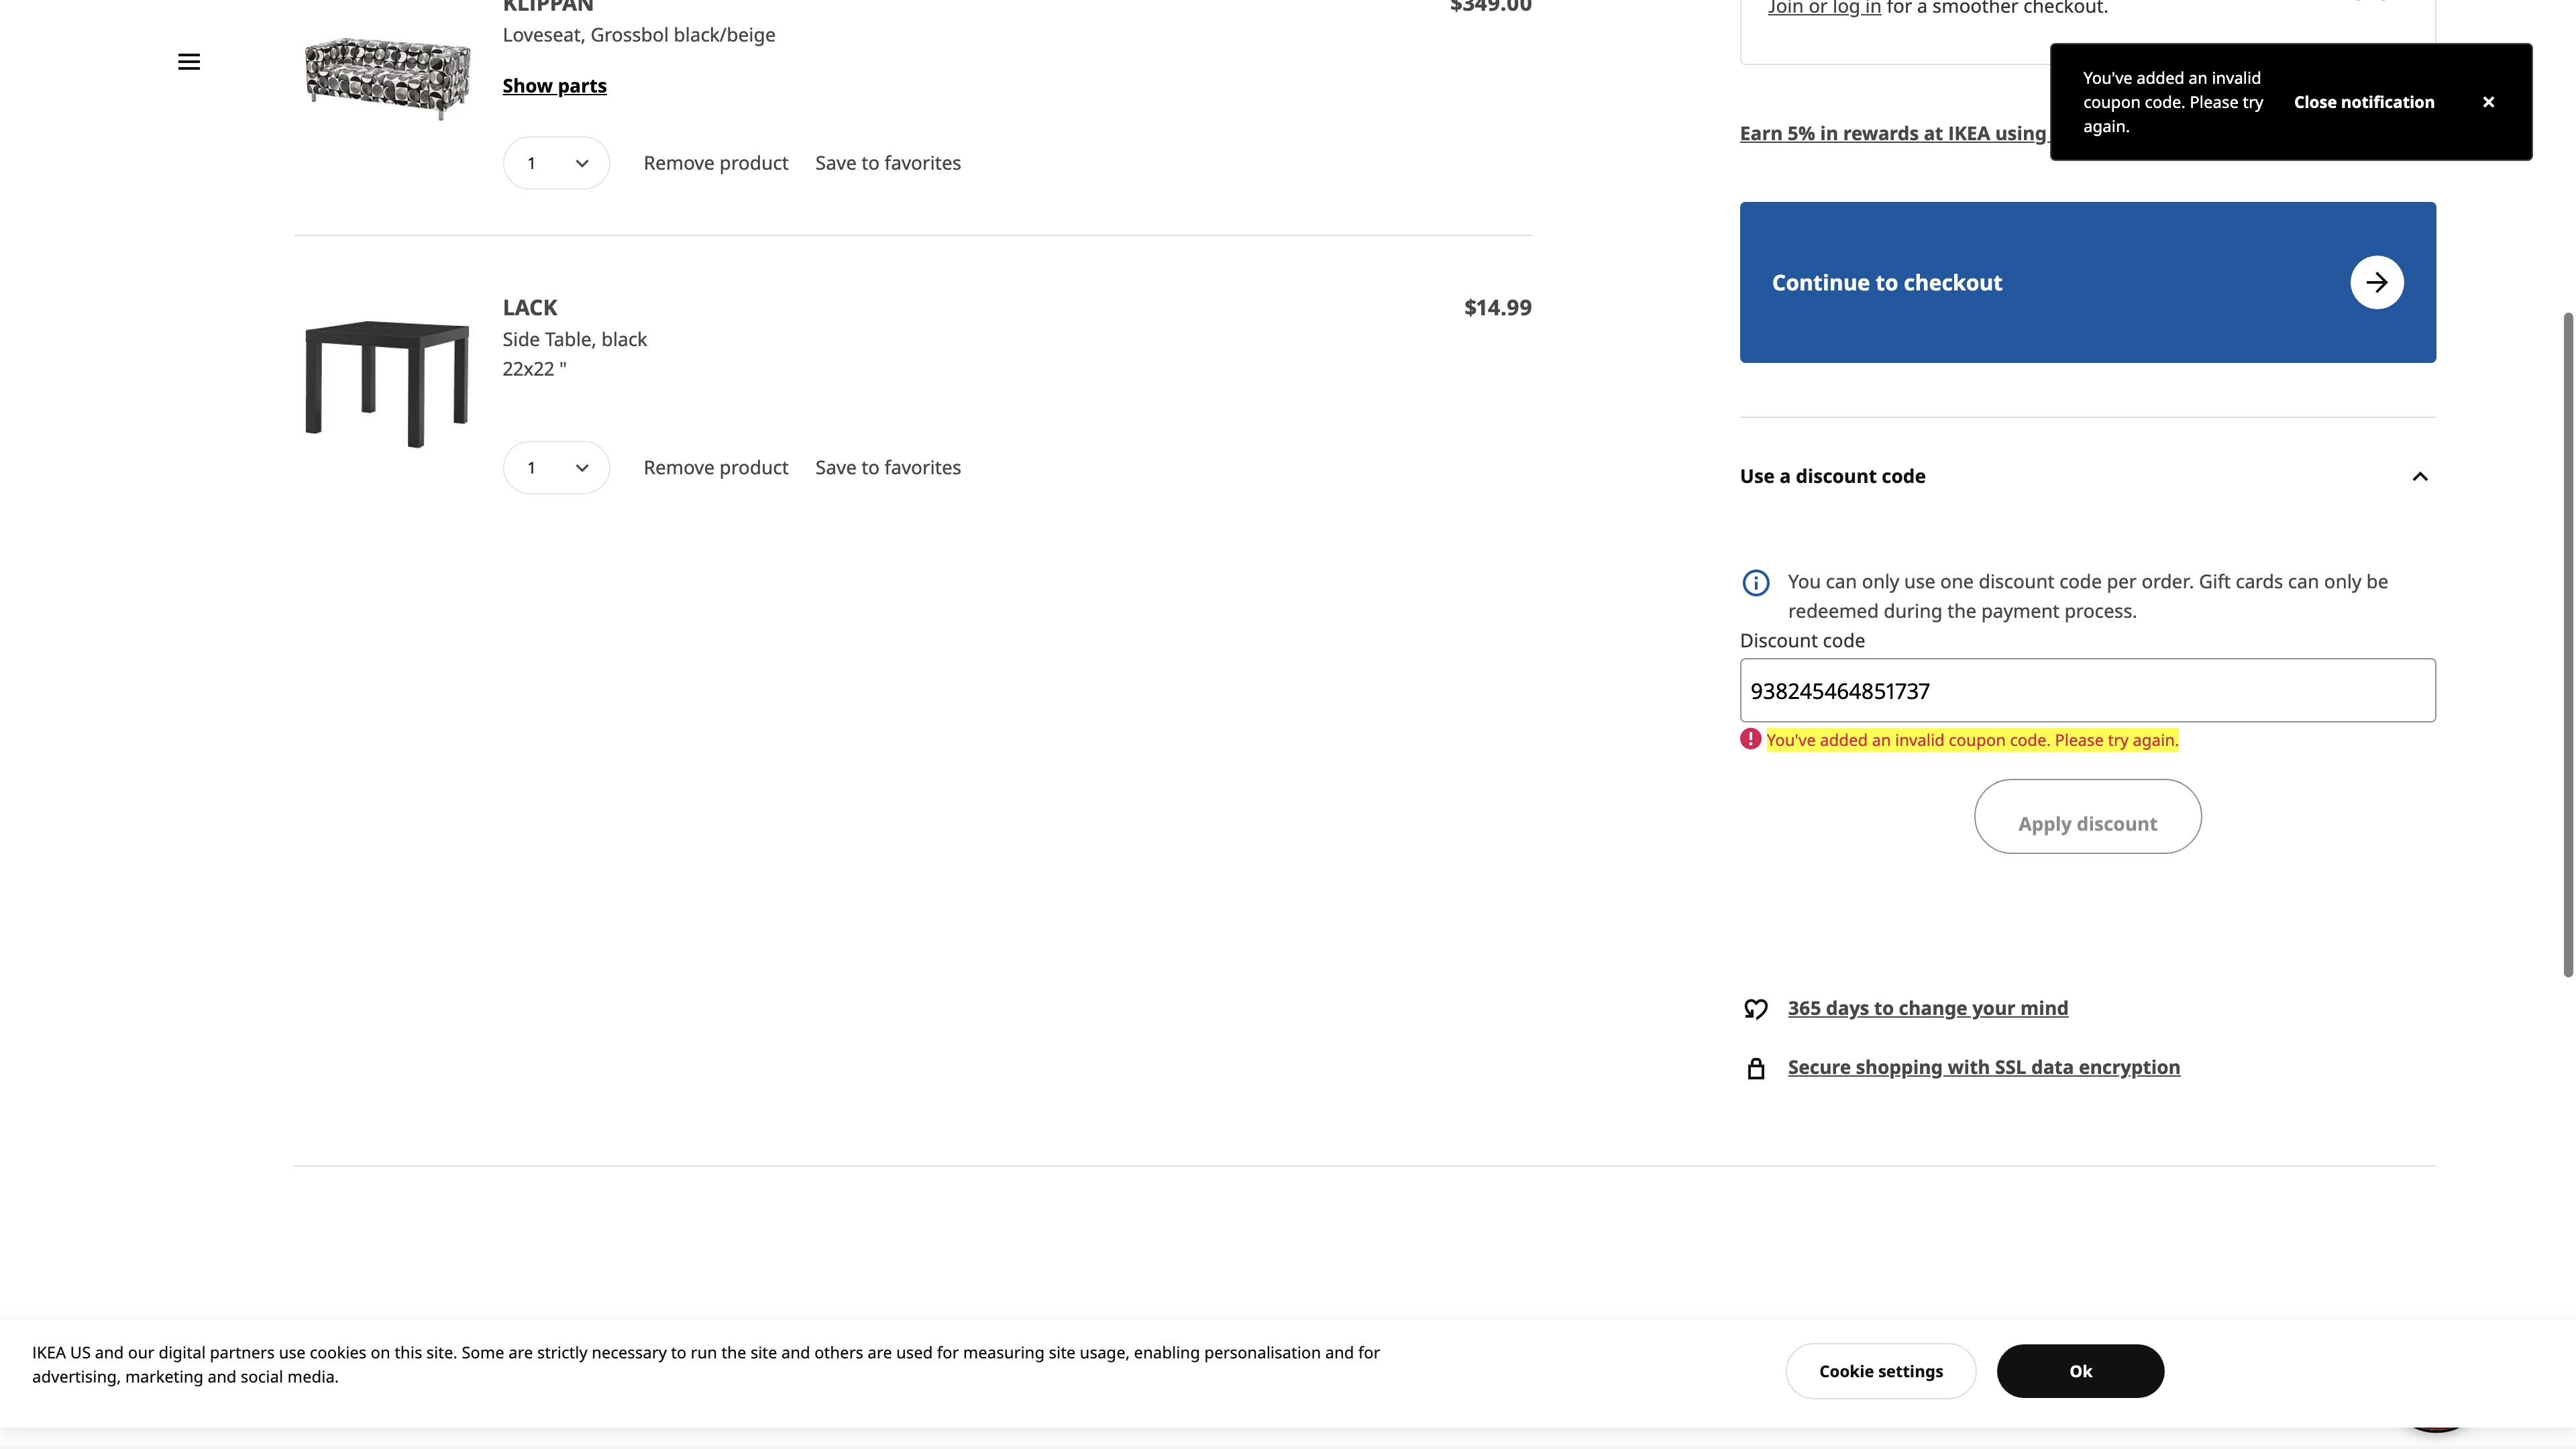 KLIPPAN
$349.00
Loveseat, Grossbol black/beige
Show parts
1
Remove product
Save to favorites
LACK
$14.99
Side Table, black
22x22 "
1
Remove product
Save to favorites
Join or log in for a smoother checkout.
You've added an invalid
coupon code. Please try
again.
Close notification
Earn 5% in rewards at IKEA using
Continue to checkout
Use a discount code
You can only use one discount code per order. Gift cards can only be
redeemed during the payment process.
Discount code
938245464851737
You've added an invalid coupon code. Please try again.
Apply discount
365 days to change your mind
Secure shopping with SSL data encryption
IKEA US and our digital partners use cookies on this site. Some are strictly necessary to run the site and others are used for measuring site usage, enabling personalisation and for
advertising, marketing and social media.
Cookie settings
Ok